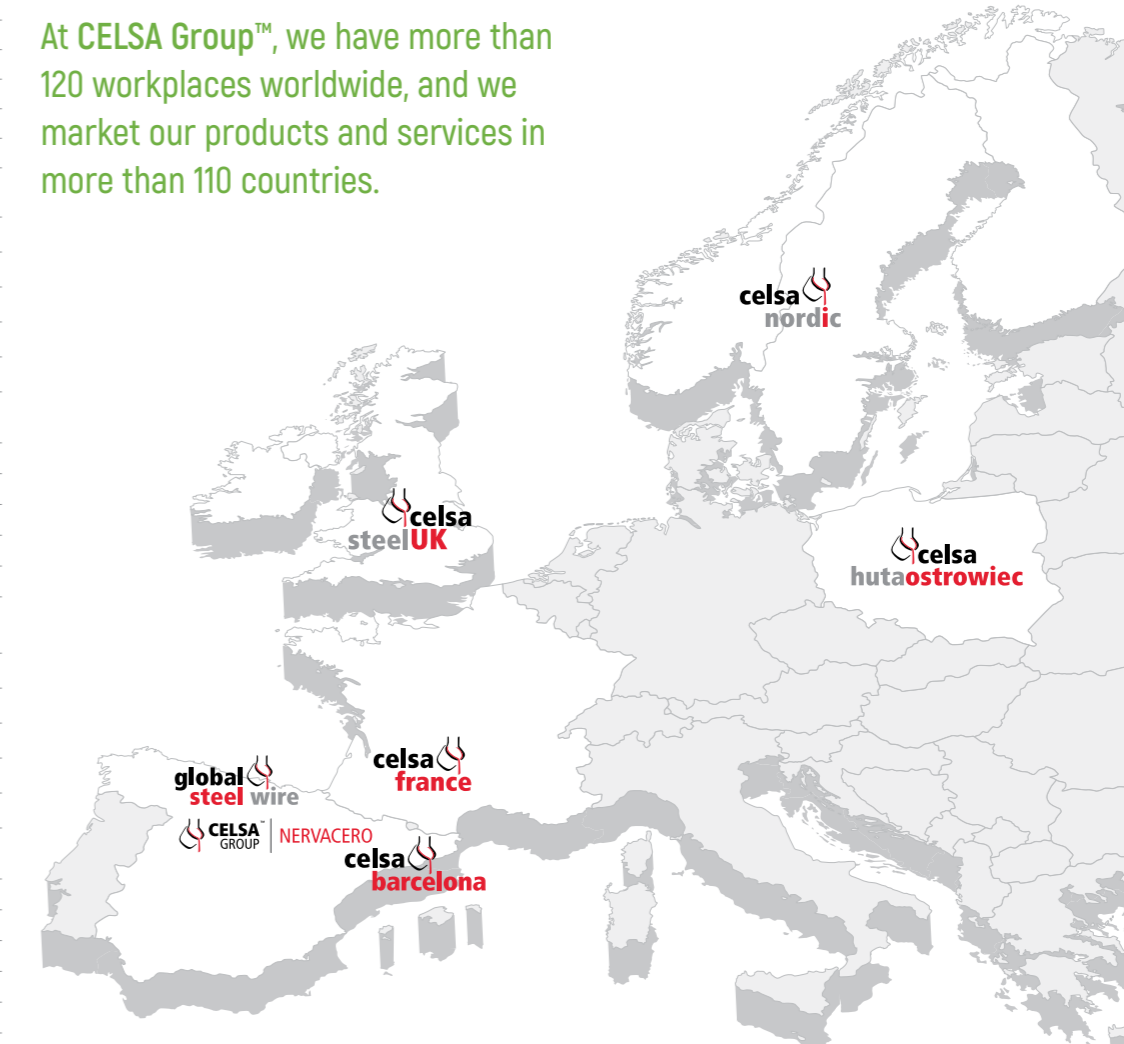 At CELSA Group™, we have more than
120 workplaces worldwide, and we
market our products and services in
more than 110 countries.
celsa
nordic
celsa
steelUK
celsa
hutaostrowiec
celsa
france
global
steel wire
CELSA™
GROUP
NERVACERO
celsa
barcelona